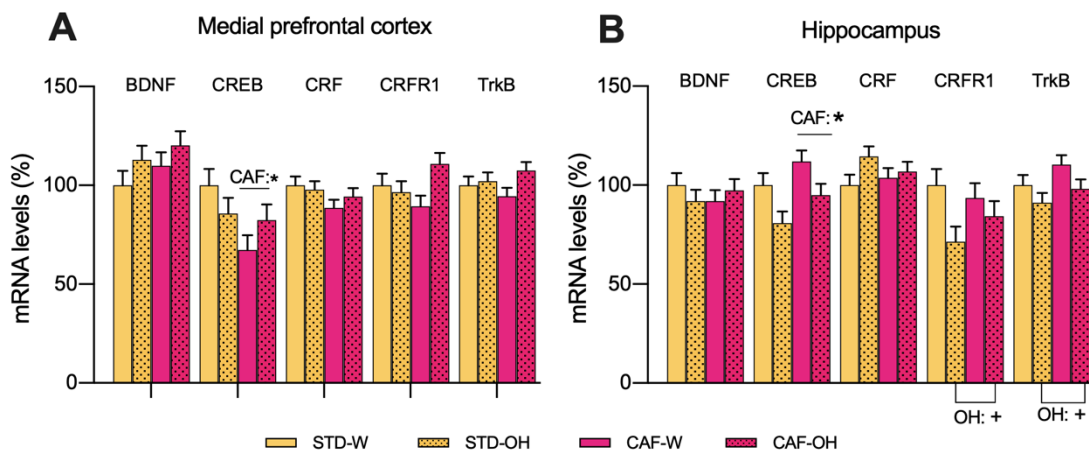 A Medial prefrontal cortex
150
BDNF CREB CRF CRFR1 TrkB
CAF:*
100
50
0
mRNA levels (%)
B Hippocampus
150
BDNF CREB CRF CRFR1 TrkB
CAF: *
100
50
0
mRNA levels (%)
OH: + OH: +
STD-W STD-OH CAF-W CAF-OH